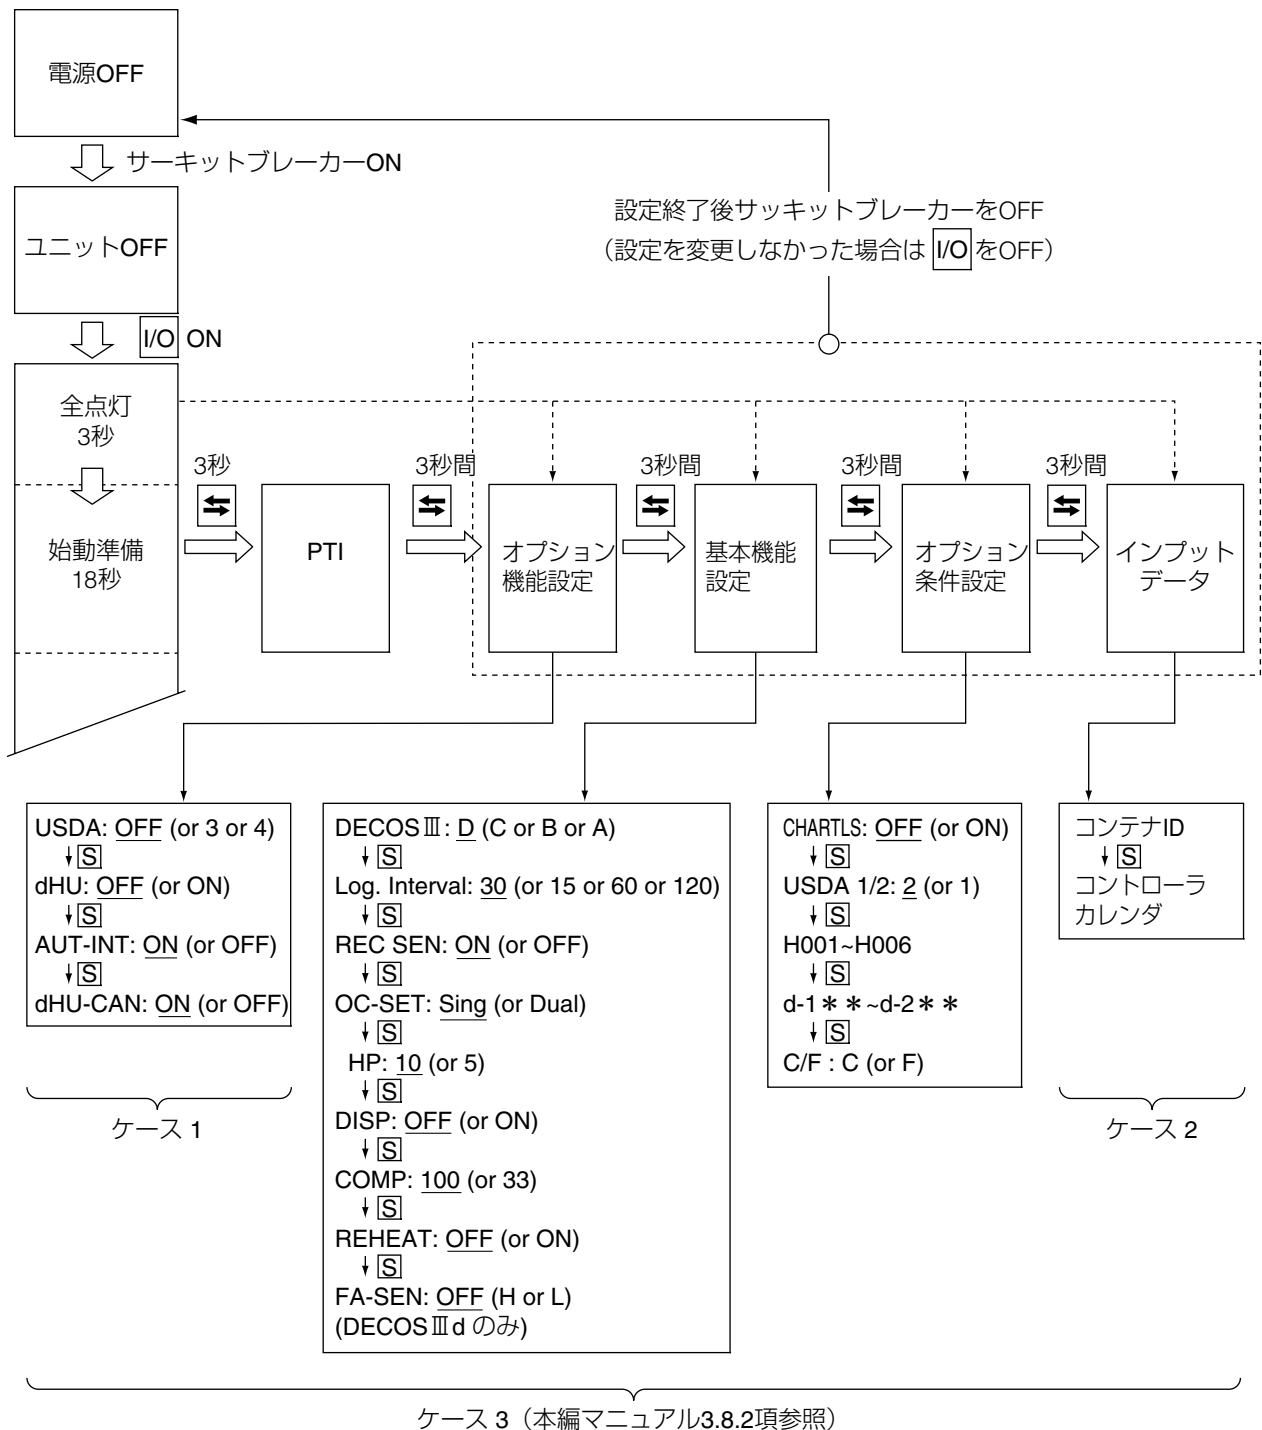 電源OFF
サーキットブレーカーON
ユニットOFF
設定終了後サッキットブレーカーをOFF
（設定を変更しなかった場合は I/O をOFF）
I/O ON
全点灯
3秒
始動準備
18秒
3秒
PTI
3秒間
オプション
機能設定
3秒間
基本機能
設定
3秒間
オプション
条件設定
3秒間
インプット
データ
USDA: OFF (or 3 or 4)
S
dHU: OFF (or ON)
S
AUT-INT: ON (or OFF)
S
dHU-CAN: ON (or OFF)
ケース 1
DECOSⅢ: D (C or B or A)
S
Log. Interval: 30 (or 15 or 60 or 120)
S
REC SEN: ON (or OFF)
S
OC-SET: Sing (or Dual)
S
HP: 10 (or 5)
S
DISP: OFF (or ON)
S
COMP: 100 (or 33)
S
REHEAT: OFF (or ON)
S
FA-SEN: OFF (H or L)
(DECOSⅢd のみ)
CHARTLS: OFF (or ON)
S
USDA 1/2: 2 (or 1)
S
H001~H006
S
d-1＊＊~d-2＊＊
S
C/F : C (or F)
コンテナID
S
コントローラ
カレンダ
ケース 2
ケース 3（本編マニュアル3.8.2項参照）